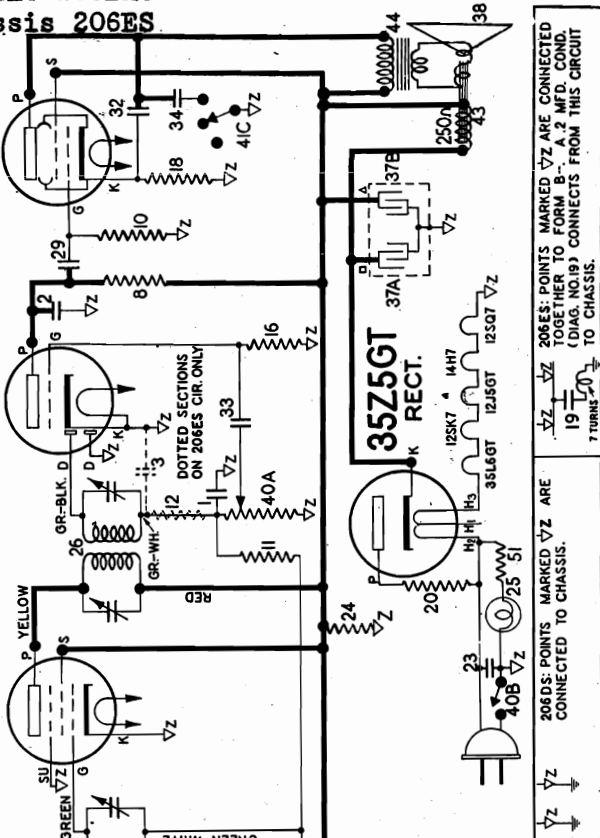 ssis 206ES
44
38
P
S
32
34
41C
Z
18
Z
K
G
29
10
Z
250Ω
43
37B
37A
Z
8
2
Z
P
G
16
Z
DOTTED SECTIONS
ON 206ES CIR. ONLY
K
Z
D
D
Z
3
33
GR.-BLK.
26
GR-WH.
12
1
Z
40A
Z
11
35Z5GT
RECT.
K
P
H2
H1
H3
35L6GT
12SK7
12J5GT
14H7
12SQ7
Z
20
51
25
23
Z
40B
YELLOW
RED
24
Z
P
S
SU
Z
G
K
Z
GREEN
206ES: POINTS MARKED Z ARE CONNECTED
TOGETHER TO FORM B-. A .2 MFD. COND.
(DIAG. NO.19) CONNECTS FROM THIS CIRCUIT
TO CHASSIS.
Z
Z
19
7 TURNS
206DS: POINTS MARKED Z ARE
CONNECTED TO CHASSIS.
Z
Z